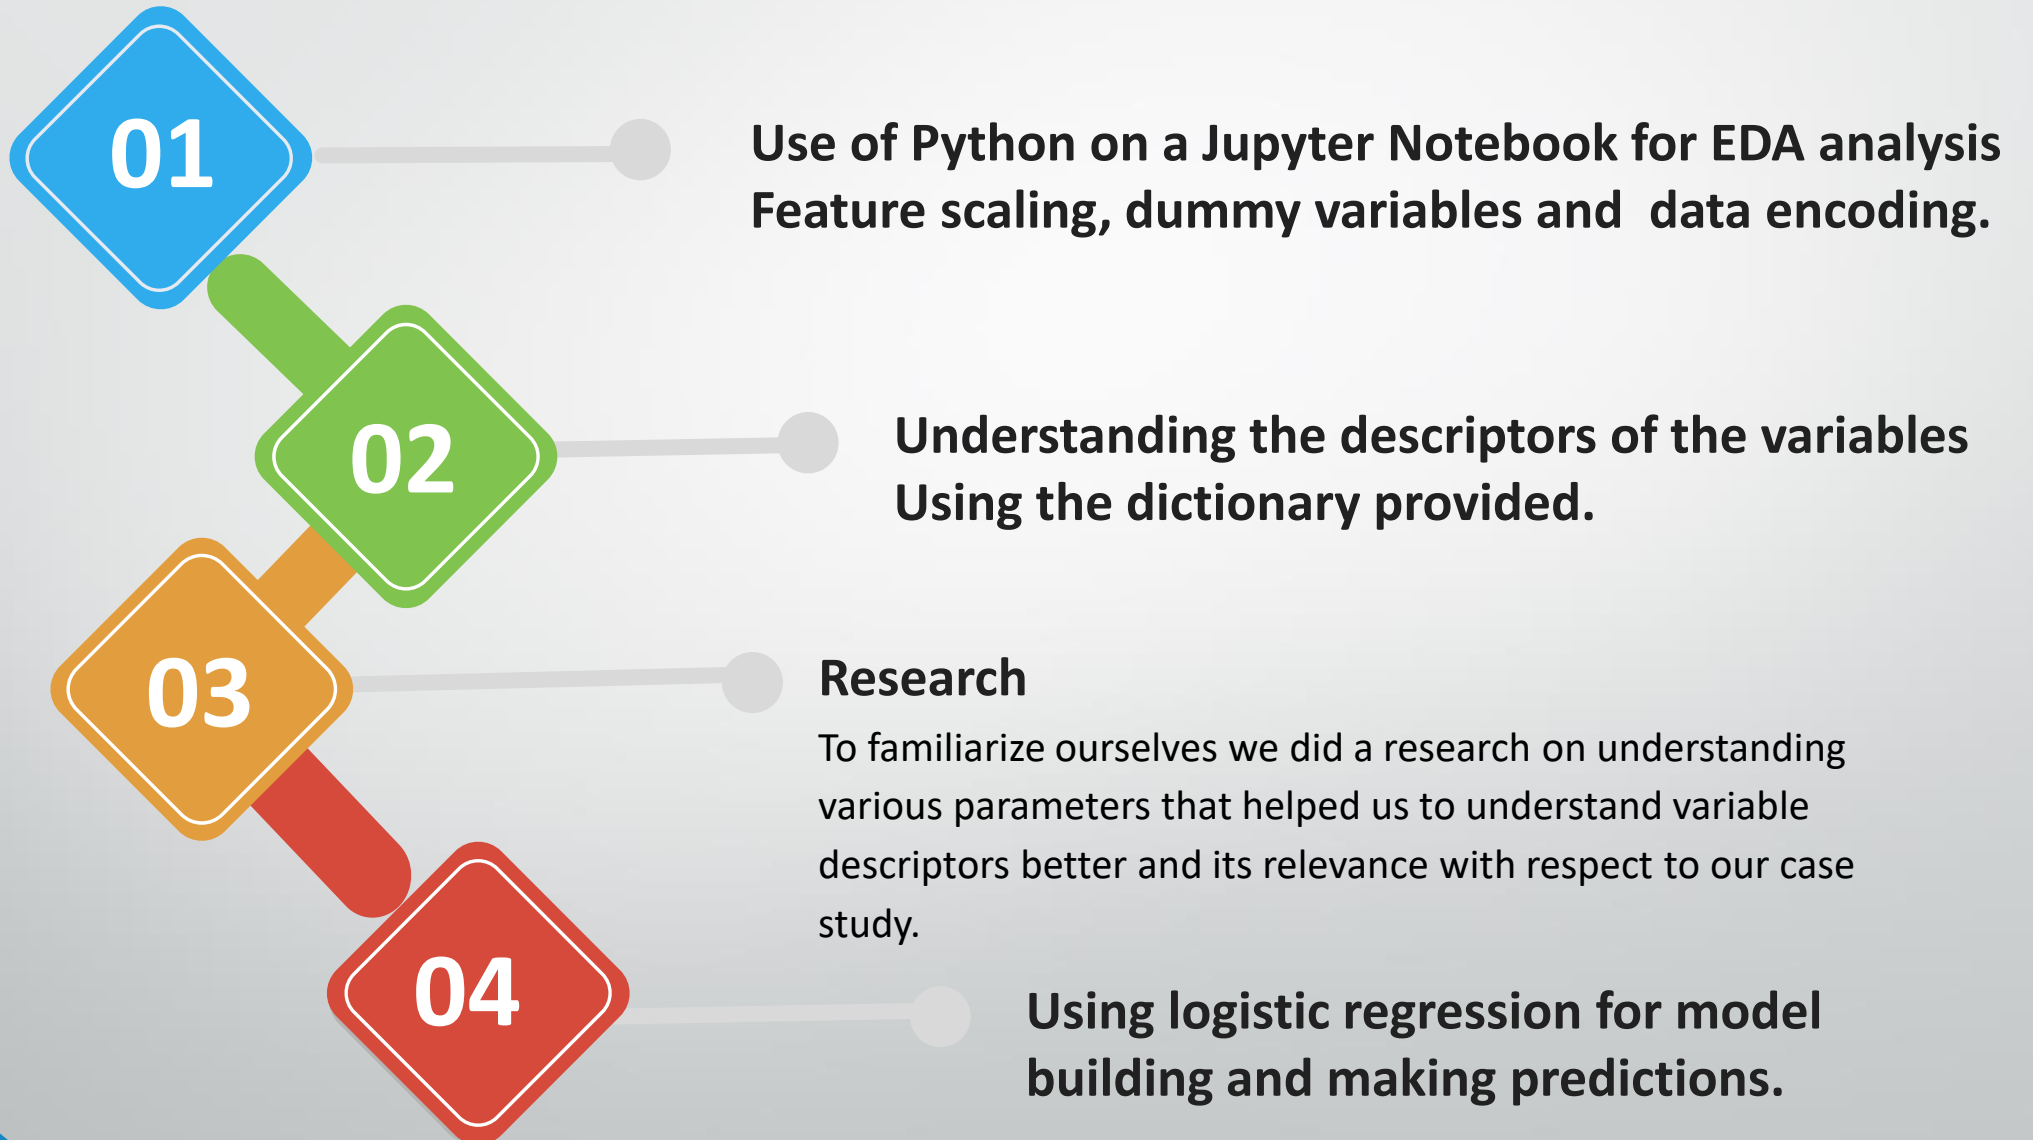 01
Use of Python on a Jupyter Notebook for EDA analysis
Feature scaling, dummy variables and  data encoding.
02
Understanding the descriptors of the variables
Using the dictionary provided.
03
Research
To familiarize ourselves we did a research on understanding
various parameters that helped us to understand variable
descriptors better and its relevance with respect to our case
study.
04
Using logistic regression for model
building and making predictions.